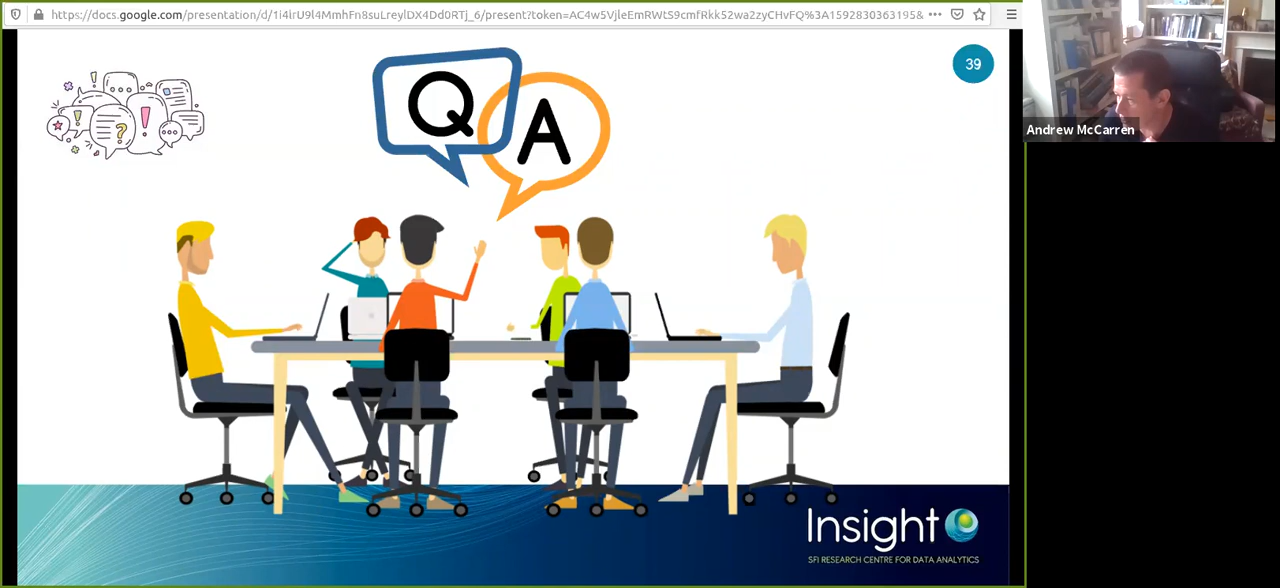 https://docs.google.com/presentation/d/1i4lrU9l4MmhFn8suLreylDX4Dd0RTj_6/present?token=AC4w5VjleEmRWtS9cmfRkk52wa2zyCHvFQ%3A1592830363195&
39
Q
A
Andrew McCarren
Insight
SFI RESEARCH CENTRE FOR DATA ANALYTICS